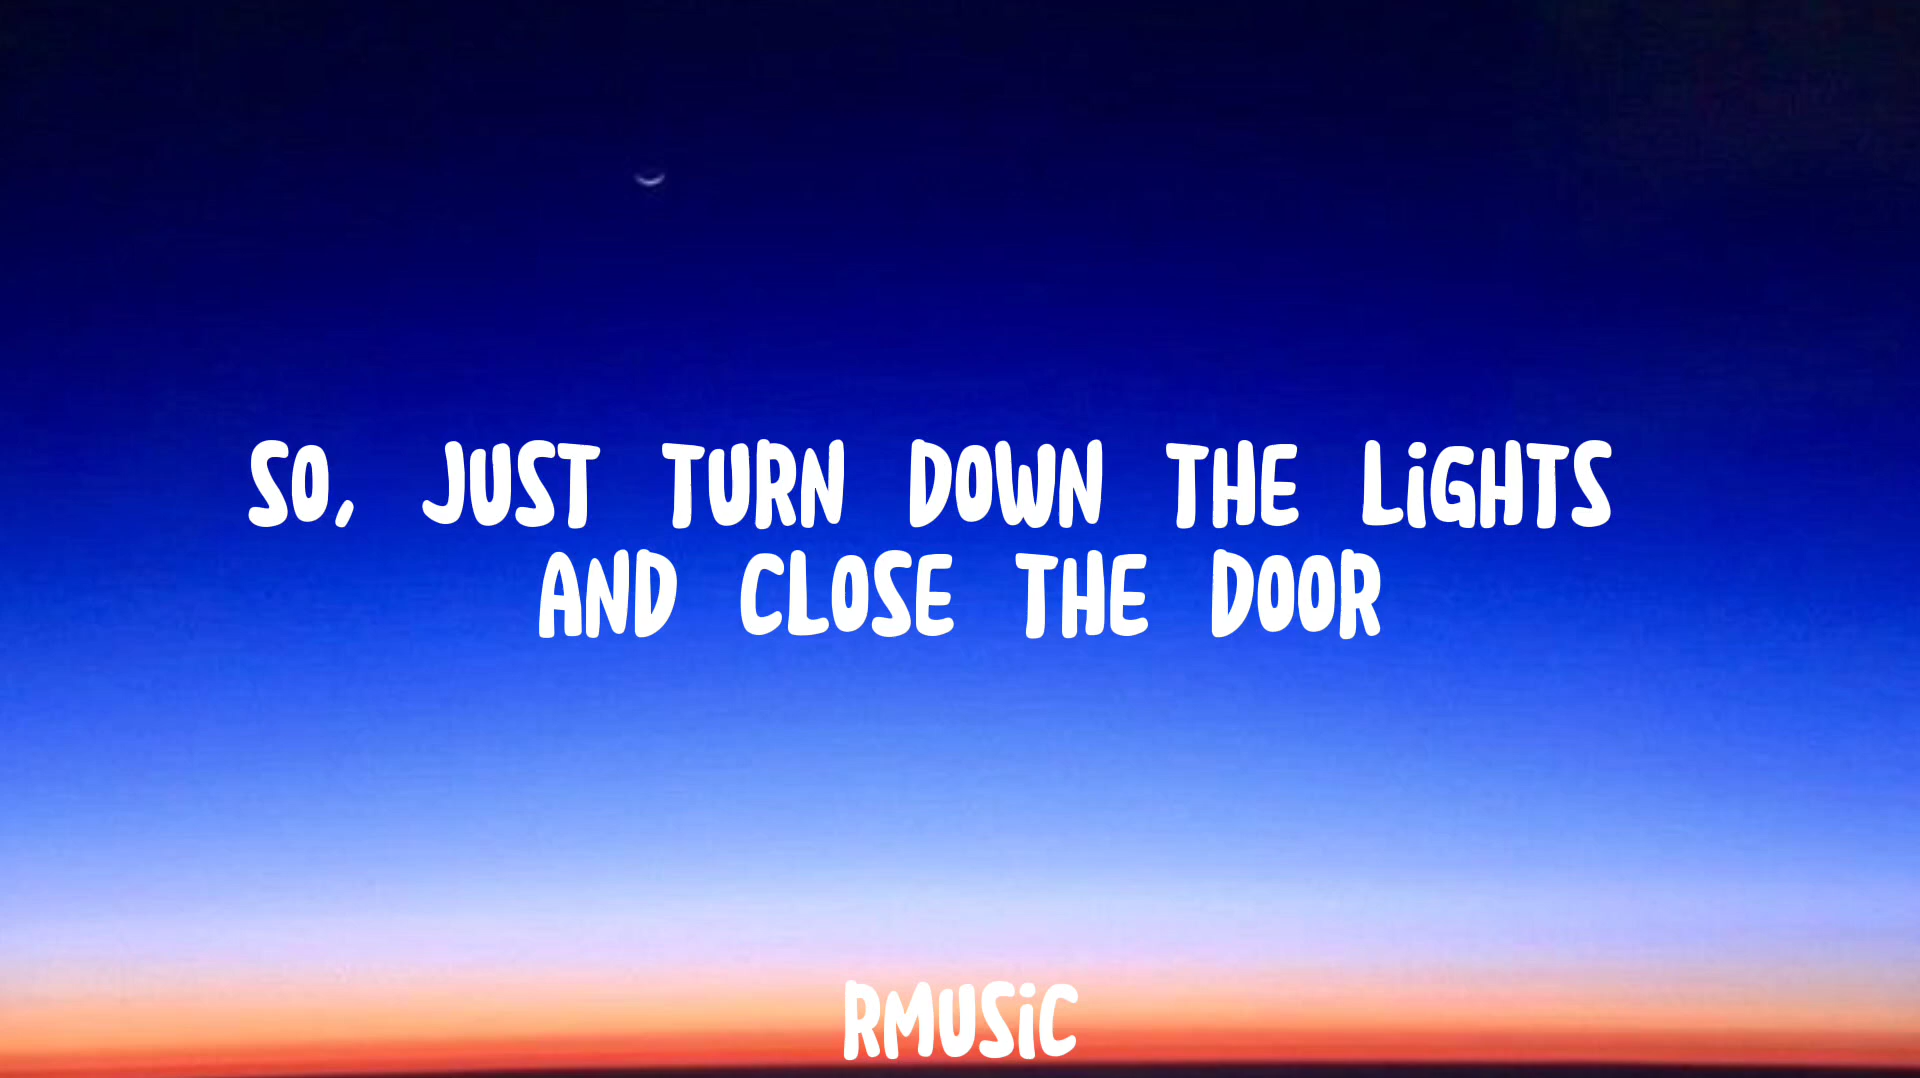 SO, JUST TURN DOWN THE LiGHTS
AND CLOSE THE DOOR
RMUSiC